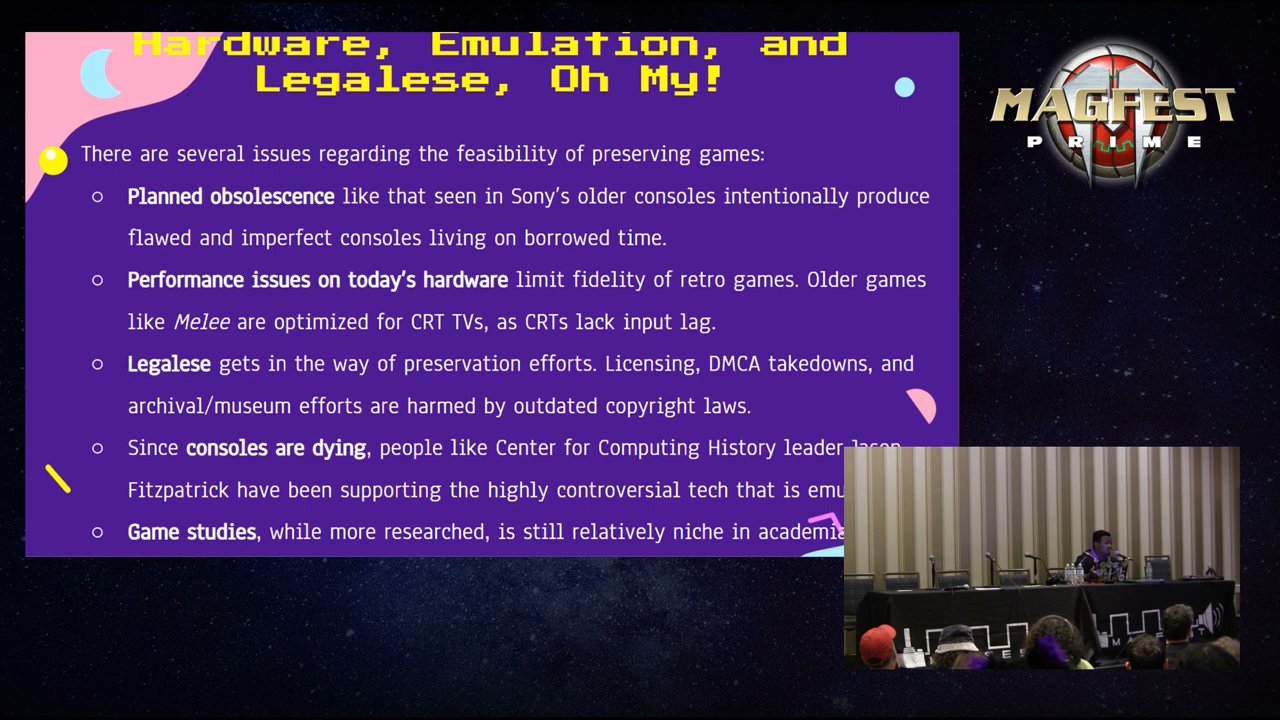 Hardware, Emulation, and
Legalese, Oh My!
There are several issues regarding the feasibility of preserving games:
Planned obsolescence like that seen in Sony's older consoles intentionally produce
flawed and imperfect consoles living on borrowed time.
Performance issues on today's hardware limit fidelity of retro games. Older games
like Melee are optimized for CRT TVs, as CRTs lack input lag.
Legalese gets in the way of preservation efforts. Licensing, DMCA takedowns, and
archival/museum efforts are harmed by outdated copyright laws.
Since consoles are dying, people like Center for Computing History leader Jason
Fitzpatrick have been supporting the highly controversial tech that is emu
Game studies, while more researched, is still relatively niche in academia
MAGFEST
PRIME